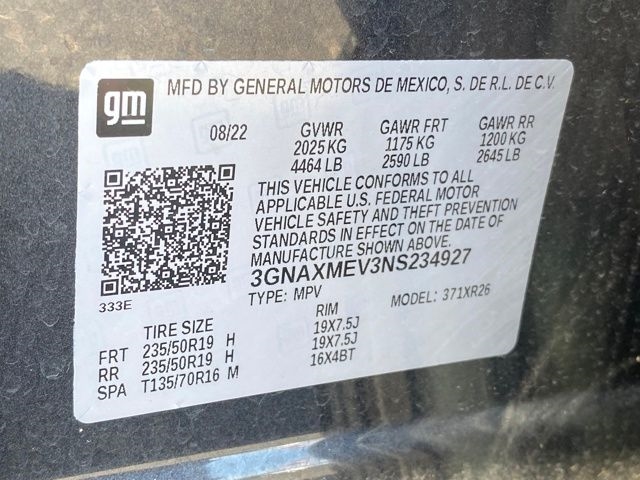 gm
MFD BY GENERAL MOTORS DE MEXICO, S. DE R.L. DE C.V.
08/22 GVWR GAWR FRT GAWR RR
2025 KG 1175 KG 1200 KG
4464 LB 2590 LB 2645 LB
THIS VEHICLE CONFORMS TO ALL
APPLICABLE U.S. FEDERAL MOTOR
VEHICLE SAFETY AND THEFT PREVENTION
STANDARDS IN EFFECT ON THE DATE OF
MANUFACTURE SHOWN ABOVE.
3GNAXMEV3NS234927
333E
TYPE: MPV MODEL: 371XR26
TIRE SIZE RIM
FRT 235/50R19 H 19X7.5J
RR 235/50R19 H 19X7.5J
SPA T135/70R16 M 16X4BT